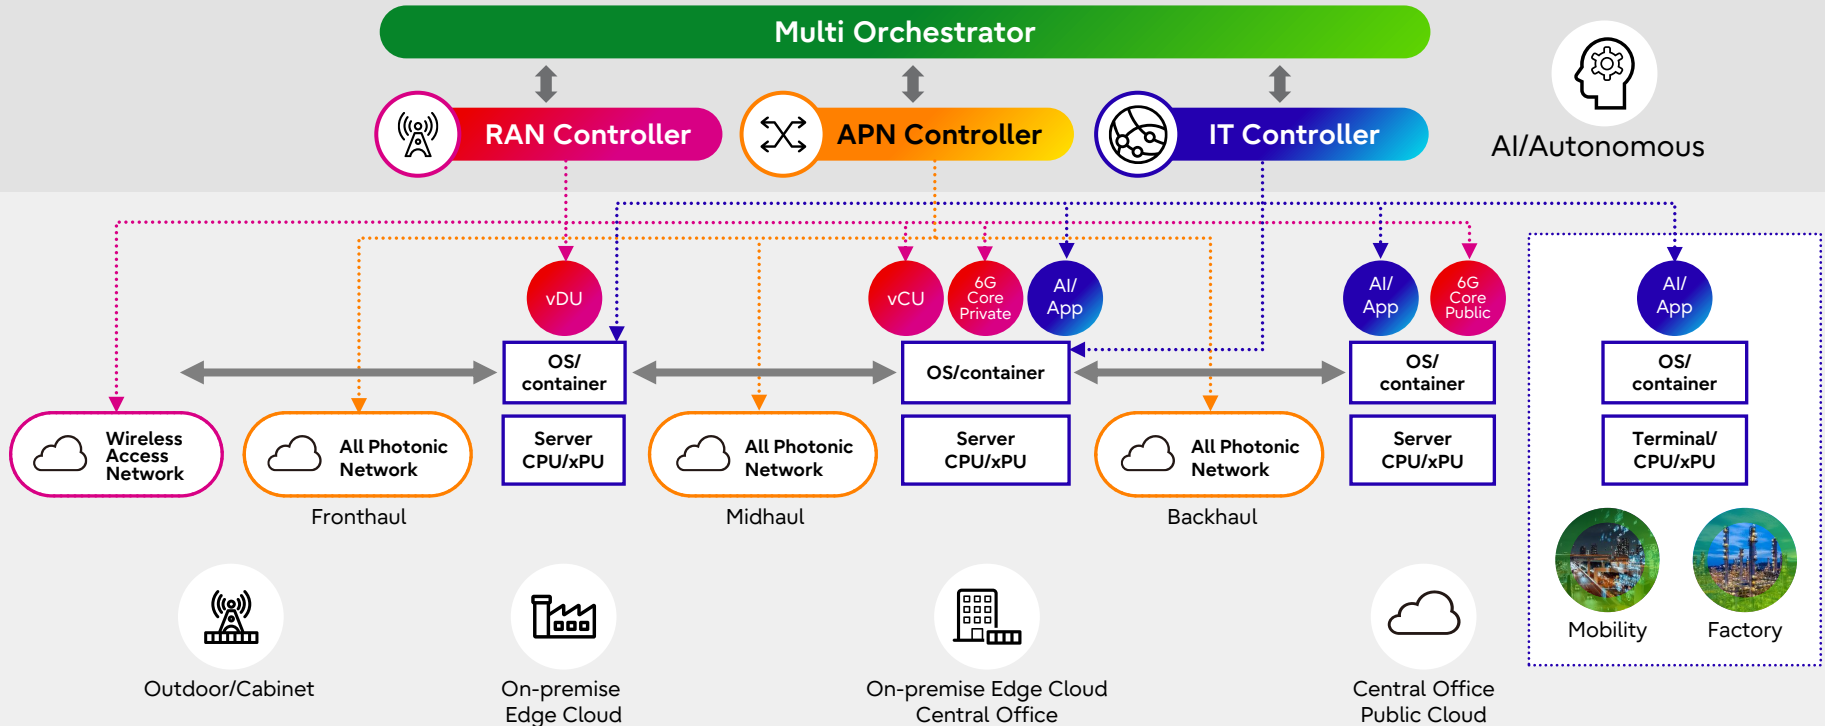 Multi Orchestrator
RAN Controller
APN Controller
IT Controller
AI/Autonomous
vDU
vCU
6G
Core
Private
AI/
App
AI/
App
6G
Core
Public
AI/
App
OS/
container
OS/container
OS/
container
OS/
container
Wireless
Access
Network
All Photonic
Network
Server
CPU/xPU
All Photonic
Network
Server
CPU/xPU
All Photonic
Network
Server
CPU/xPU
Terminal/
CPU/xPU
Fronthaul
Midhaul
Backhaul
Mobility
Factory
Outdoor/Cabinet
On-premise
Edge Cloud
On-premise Edge Cloud
Central Office
Central Office
Public Cloud